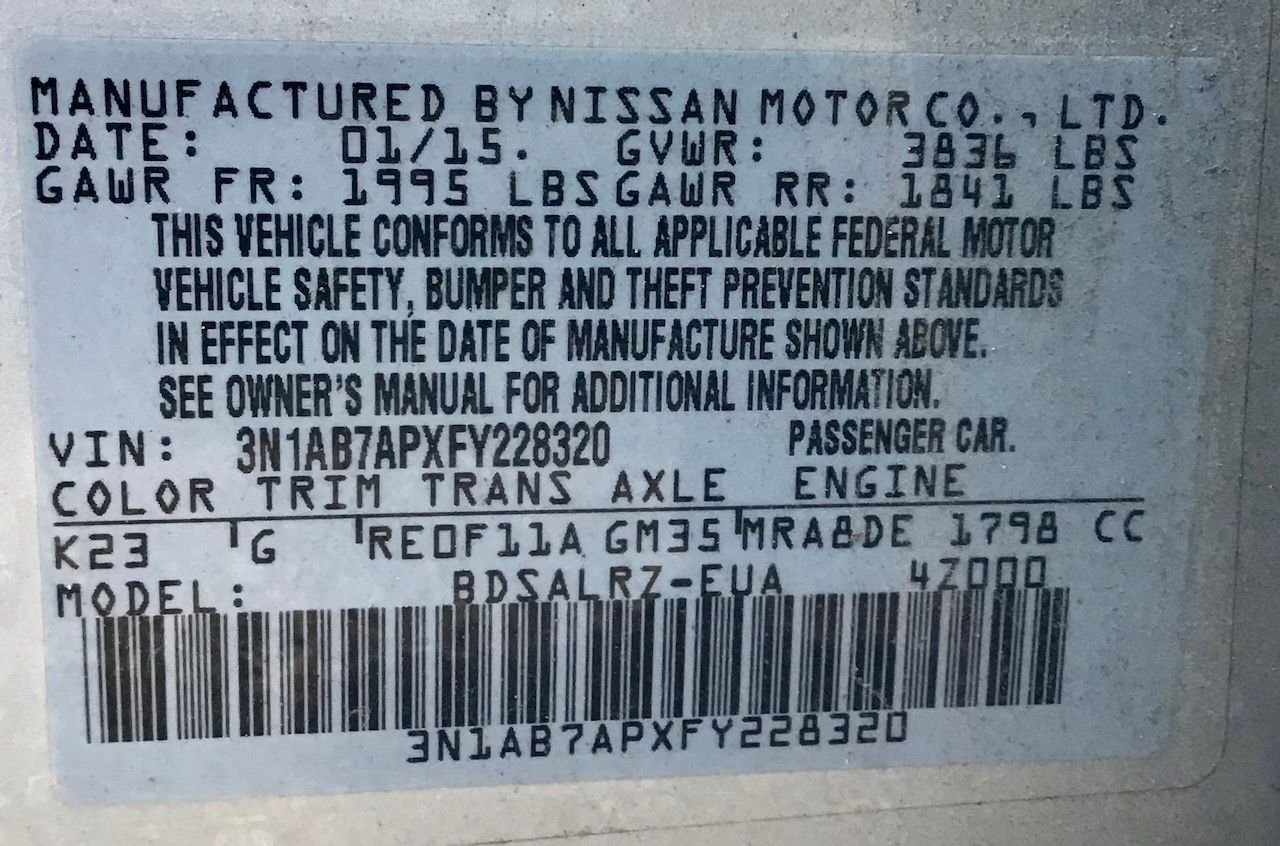 MANUFACTURED BY NISSAN MOTOR CO., LTD.
DATE: 01/15. GVWR: 3836 LBS
GAWR FR: 1995 LBS GAWR RR: 1841 LBS
THIS VEHICLE CONFORMS TO ALL APPLICABLE FEDERAL MOTOR
VEHICLE SAFETY, BUMPER AND THEFT PREVENTION STANDARDS
IN EFFECT ON THE DATE OF MANUFACTURE SHOWN ABOVE.
SEE OWNER'S MANUAL FOR ADDITIONAL INFORMATION.
VIN: 3N1AB7APXFY228320 PASSENGER CAR.
COLOR TRIM TRANS AXLE ENGINE
K23 G RE0F11A GM35 MRA8DE 1798 CC
MODEL: BDSALRZ-EUA 4Z000
3N1AB7APXFY228320